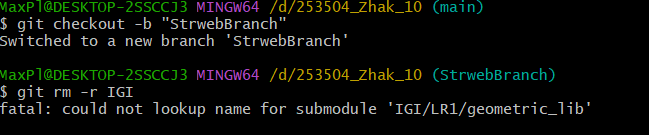 MaxPl@DESKTOP-2SSCCJ3 MINGW64 /d/253504_Zhak_10 (main)
$ git checkout -b "StrwebBranch"
Switched to a new branch 'StrwebBranch'
MaxPl@DESKTOP-2SSCCJ3 MINGW64 /d/253504_Zhak_10 (StrwebBranch)
$ git rm -r IGI
fatal: could not lookup name for submodule 'IGI/LR1/geometric_lib'